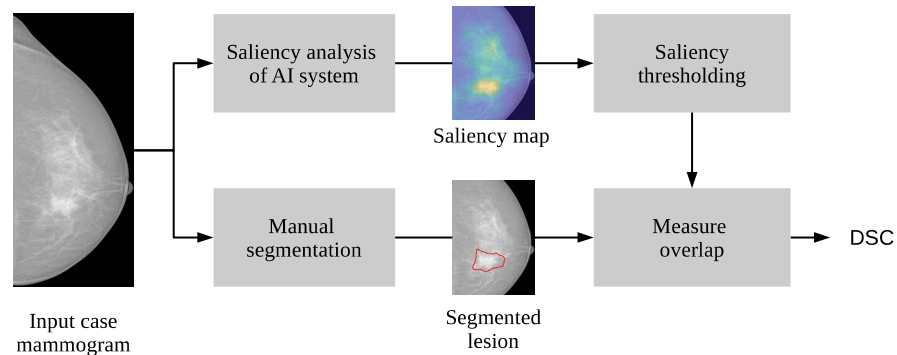 Saliency analysis
of AI system
Saliency
thresholding
Saliency map
Manual
segmentation
Measure
overlap
DSC
Input case
mammogram
Segmented
lesion